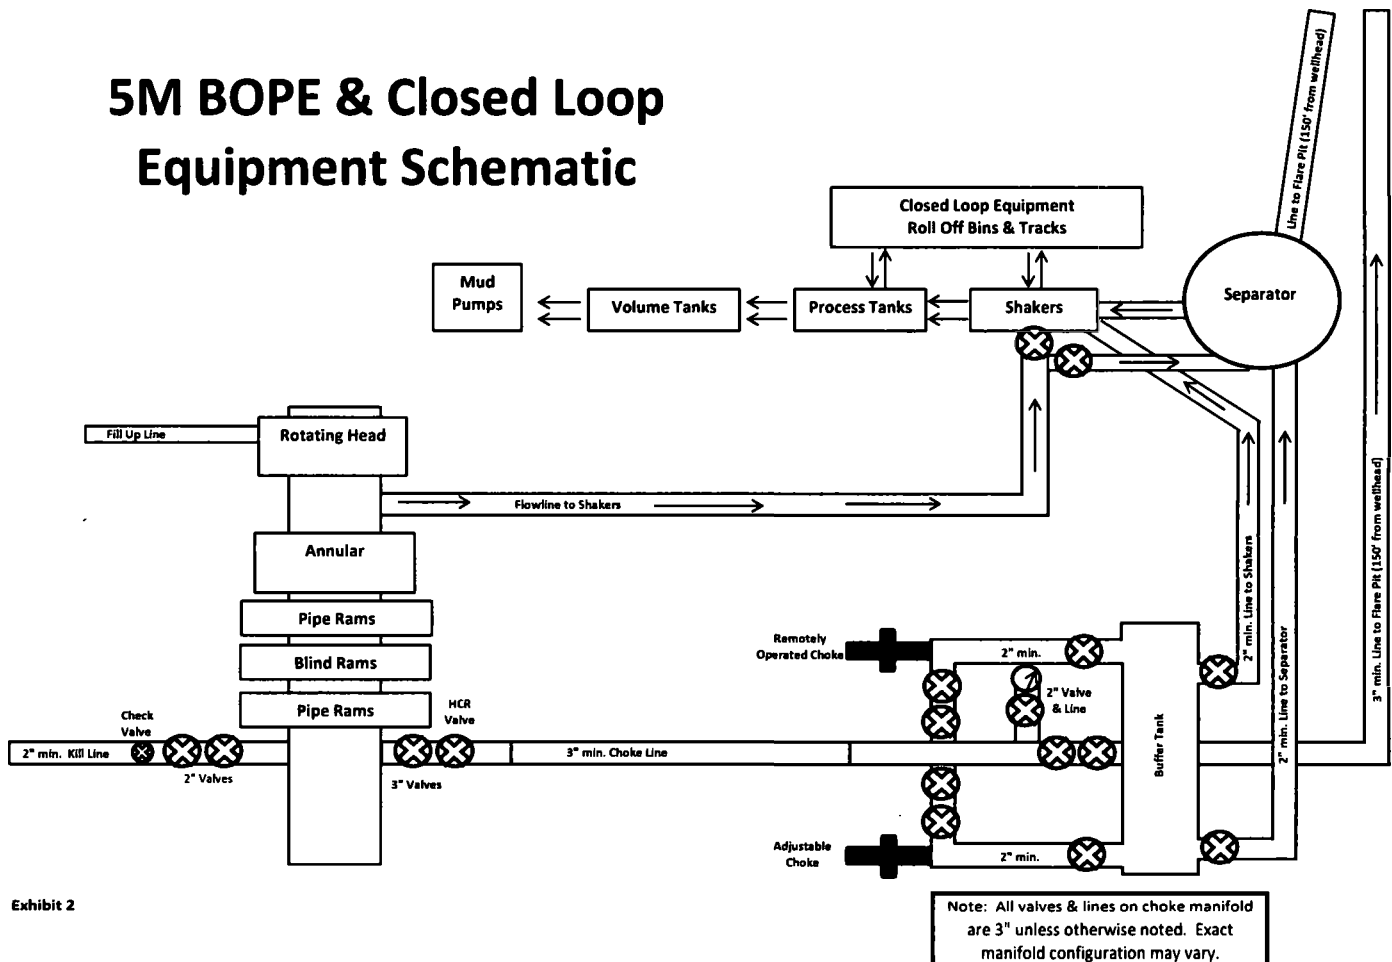 5M BOPE & Closed Loop
Equipment Schematic
Line to Flare Pit (150' from wellhead)
3" min. Line to Flare Pit (150' from wellhead)
Closed Loop Equipment
Roll Off Bins & Tracks
Mud
Pumps
Volume Tanks
Process Tanks
Shakers
Separator
Fill Up Line
Rotating Head
Flowline to Shakers
Annular
Pipe Rams
Blind Rams
Pipe Rams
Check
Valve
HCR
Valve
2" min. Kill Line
2" Valves
3" Valves
3" min. Choke Line
Remotely
Operated Choke
2" min.
2" Valve
& Line
Buffer Tank
2" min. Line to Shakers
2" min. Line to Separator
Adjustable
Choke
2" min.
Exhibit 2
Note: All valves & lines on choke manifold
are 3" unless otherwise noted. Exact
manifold configuration may vary.